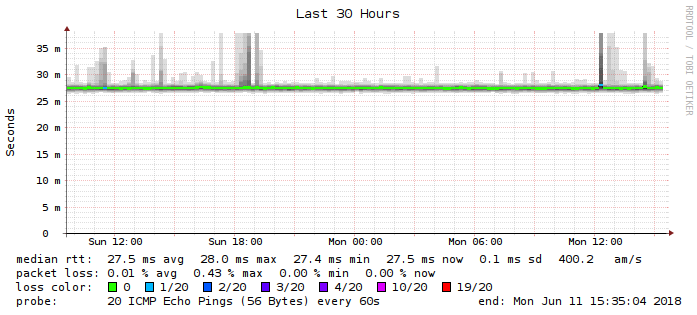 Last 30 Hours
RRDTOOL / TOBI OETIKER
Seconds
35 m
30 m
25 m
20 m
15 m
10 m
5 m
0
Sun 12:00 Sun 18:00 Mon 00:00 Mon 06:00 Mon 12:00
median rtt: 27.5 ms avg 28.0 ms max 27.4 ms min 27.5 ms now 0.1 ms sd 400.2 am/s
packet loss: 0.01 % avg 0.43 % max 0.00 % min 0.00 % now
loss color: 0 1/20 2/20 3/20 4/20 10/20 19/20
probe: 20 ICMP Echo Pings (56 Bytes) every 60s end: Mon Jun 11 15:35:04 2018